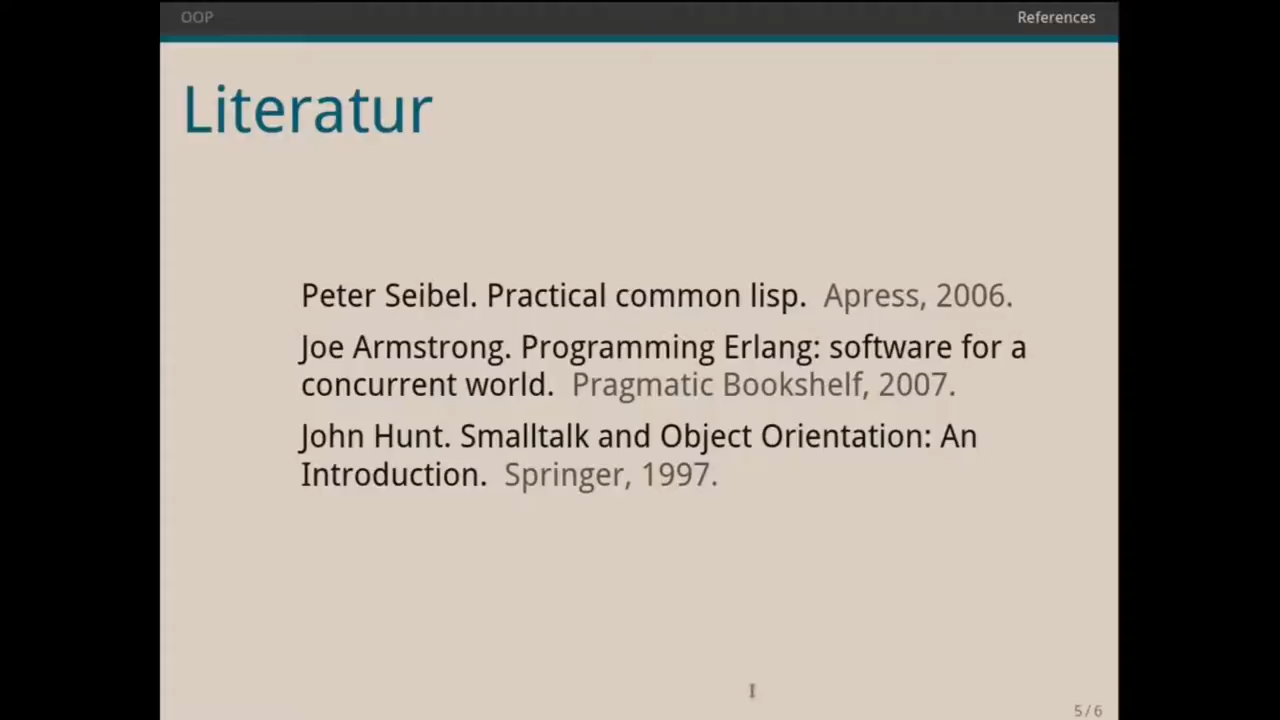 OOP
References
Literatur
Peter Seibel. Practical common lisp. Apress, 2006.
Joe Armstrong. Programming Erlang: software for a
concurrent world. Pragmatic Bookshelf, 2007.
John Hunt. Smalltalk and Object Orientation: An
Introduction. Springer, 1997.
5/6